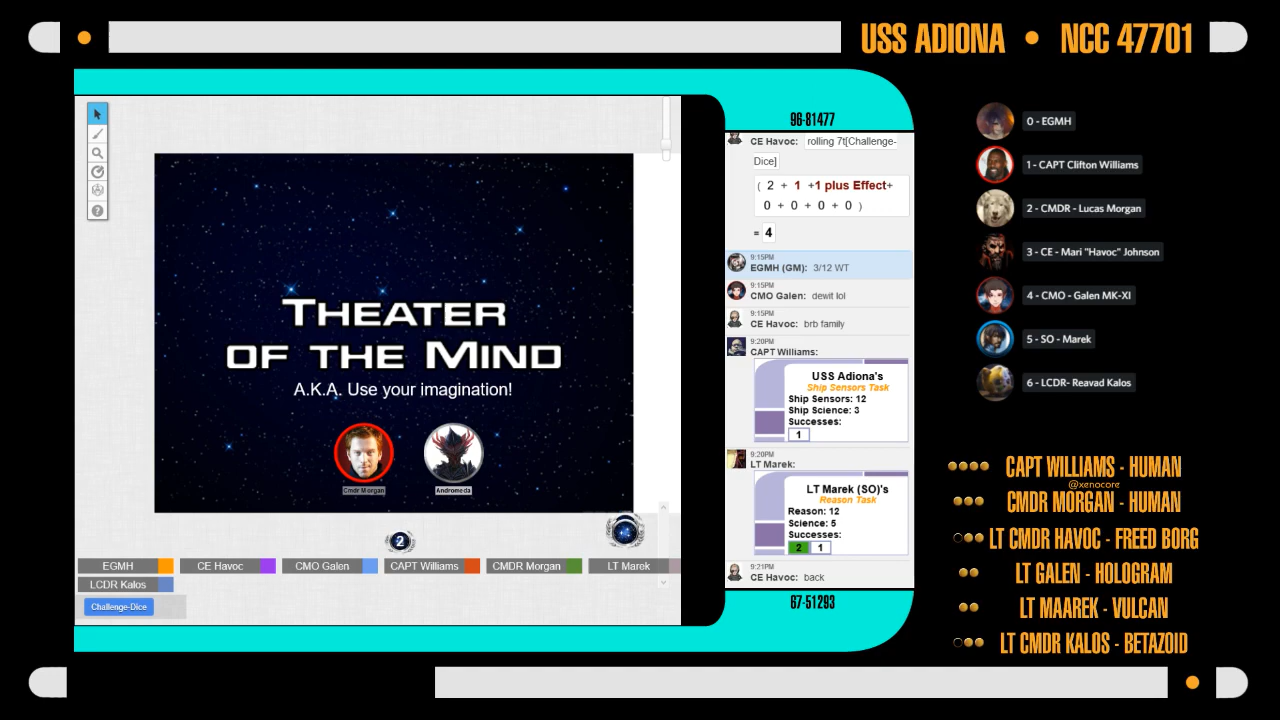 USS ADIONA • NCC 47701
96-81477
THEATER
OF THE MIND
A.K.A. Use your imagination!
Cmdr Morgan
Andromeda
2
EGMH
CE Havoc
CMO Galen
CAPT Williams
CMDR Morgan
LT Marek
LCDR Kalos
Challenge-Dice
CE Havoc: rolling 7t[Challenge-
Dice]
( 2 + 1 +1 plus Effect+
0 + 0 + 0 + 0 )
= 4
9:15PM
EGMH (GM): 3/12 WT
9:15PM
CMO Galen: dewit lol
9:15PM
CE Havoc: brb family
9:20PM
CAPT Williams:
USS Adiona's
Ship Sensors Task
Ship Sensors: 12
Ship Science: 3
Successes:
1
9:20PM
LT Marek:
LT Marek (SO)'s
Reason Task
Reason: 12
Science: 5
Successes:
2 1
9:21PM
CE Havoc: back
67-51293
0 - EGMH
1 - CAPT Clifton Williams
2 - CMDR - Lucas Morgan
3 - CE - Mari "Havoc" Johnson
4 - CMO - Galen MK-XI
5 - SO - Marek
6 - LCDR- Reavad Kalos
CAPT WILLIAMS - HUMAN
@xenocore
CMDR MORGAN - HUMAN
LT CMDR HAVOC - FREED BORG
LT GALEN - HOLOGRAM
LT MAAREK - VULCAN
LT CMDR KALOS - BETAZOID